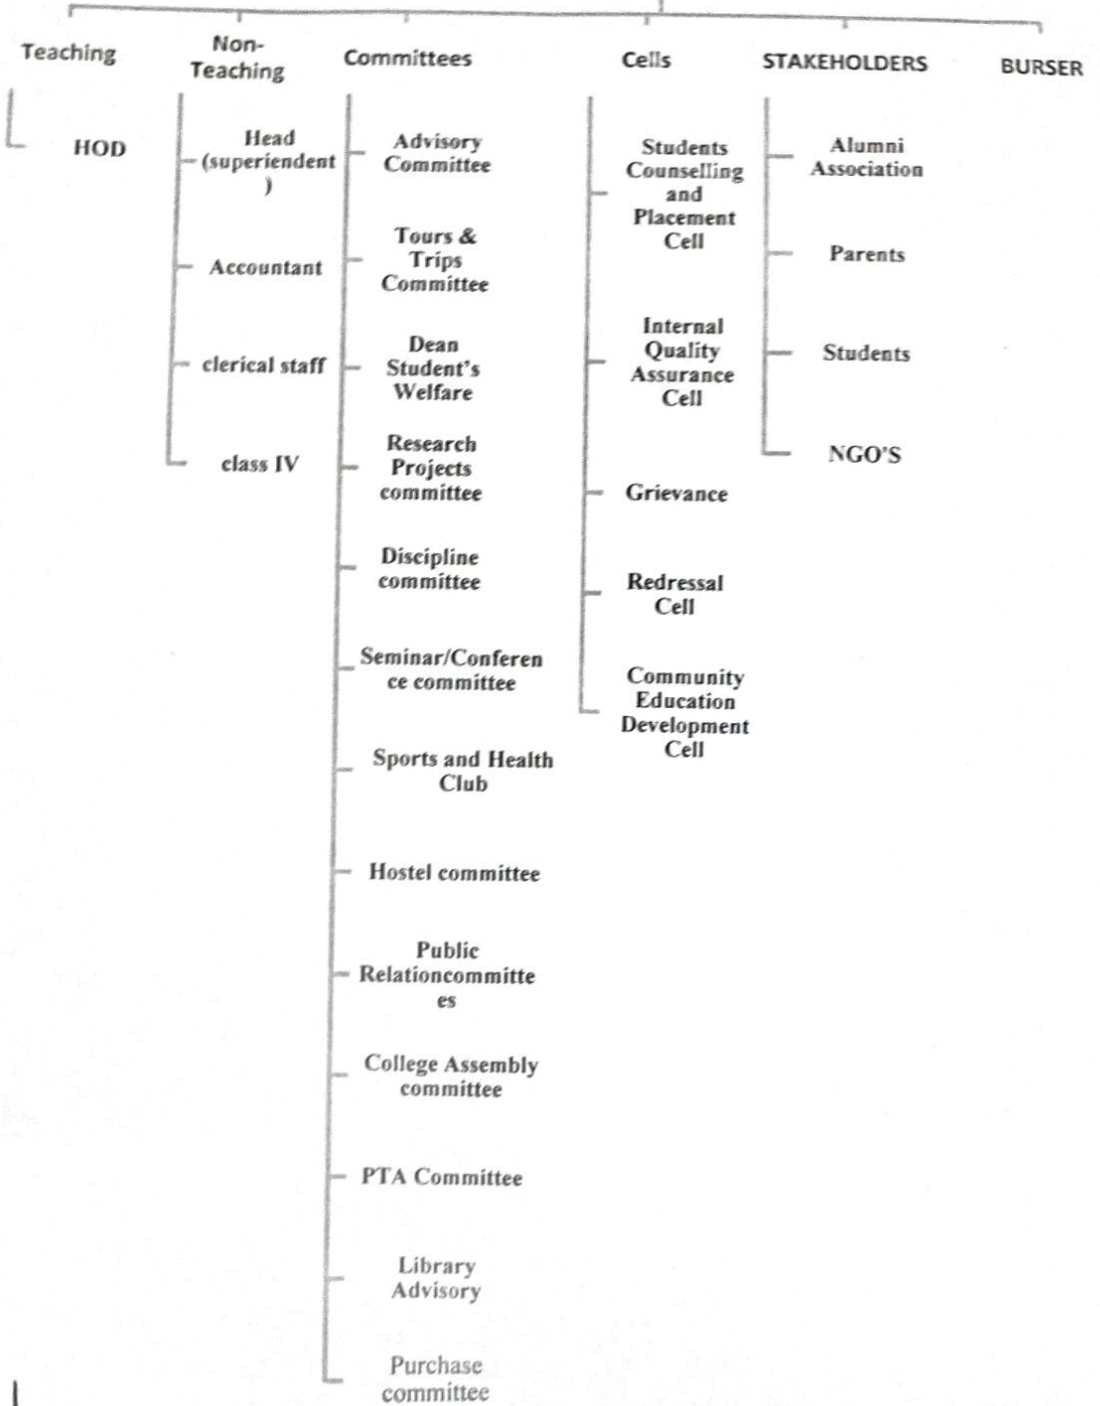 Teaching
HOD
Non-
Teaching
Head
(superiendent
)
Accountant
clerical staff
class IV
Committees
Advisory
Committee
Tours &
Trips
Committee
Dean
Student's
Welfare
Research
Projects
committee
Discipline
committee
Seminar/Conferen
ce committee
Sports and Health
Club
Hostel committee
Public
Relationcommitte
es
College Assembly
committee
PTA Committee
Library
Advisory
Purchase
committee
Cells
Students
Counselling
and
Placement
Cell
Internal
Quality
Assurance
Cell
Grievance
Redressal
Cell
Community
Education
Development
Cell
STAKEHOLDERS
Alumni
Association
Parents
Students
NGO'S
BURSER